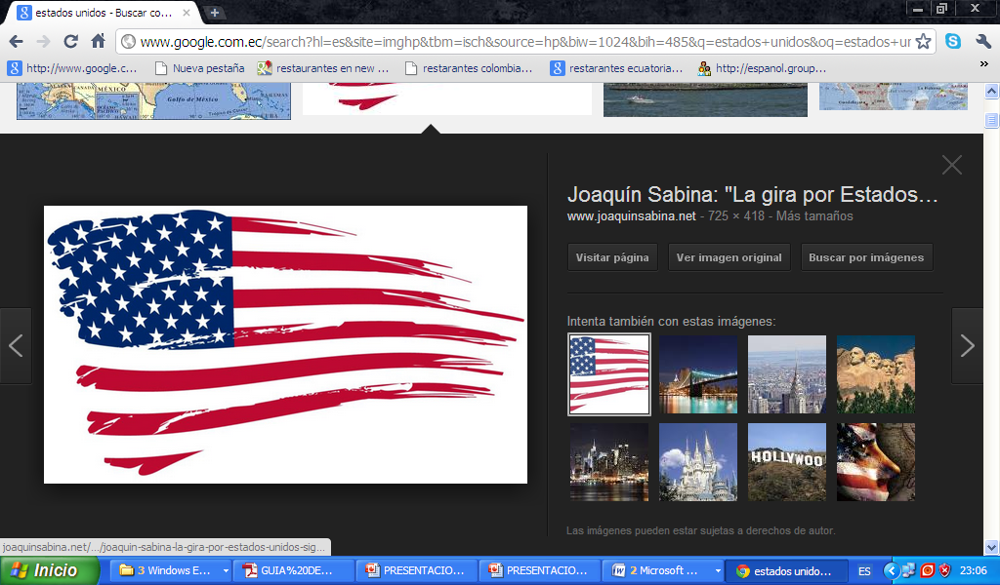 estados unidos - Buscar co...
www.google.com.ec/search?hl=es&site=imghp&tbm=isch&source=hp&biw=1024&bih=485&q=estados+unidos&oq=estados+ur
http://www.google.c... Nueva pestaña restaurantes en new ... restarantes colombia... restarantes ecuatoria... http://espanol.group... »
CANADA MÉXICO Golfo de México
HAWAII
Joaquín Sabina: "La gira por Estados...
www.joaquinsabina.net - 725 × 418 - Más tamaños
Visitar página Ver imagen original Buscar por imágenes
Intenta también con estas imágenes:
HOLLYWOO
Las imágenes pueden estar sujetas a derechos de autor.
joaquinsabina.net/.../joaquin-sabina-la-gira-por-estados-unidos-sig...
Inicio 3 Windows E... GUIA%20DE... PRESENTACIO... PRESENTACIO... 2 Microsoft ... estados unido... ES 23:06